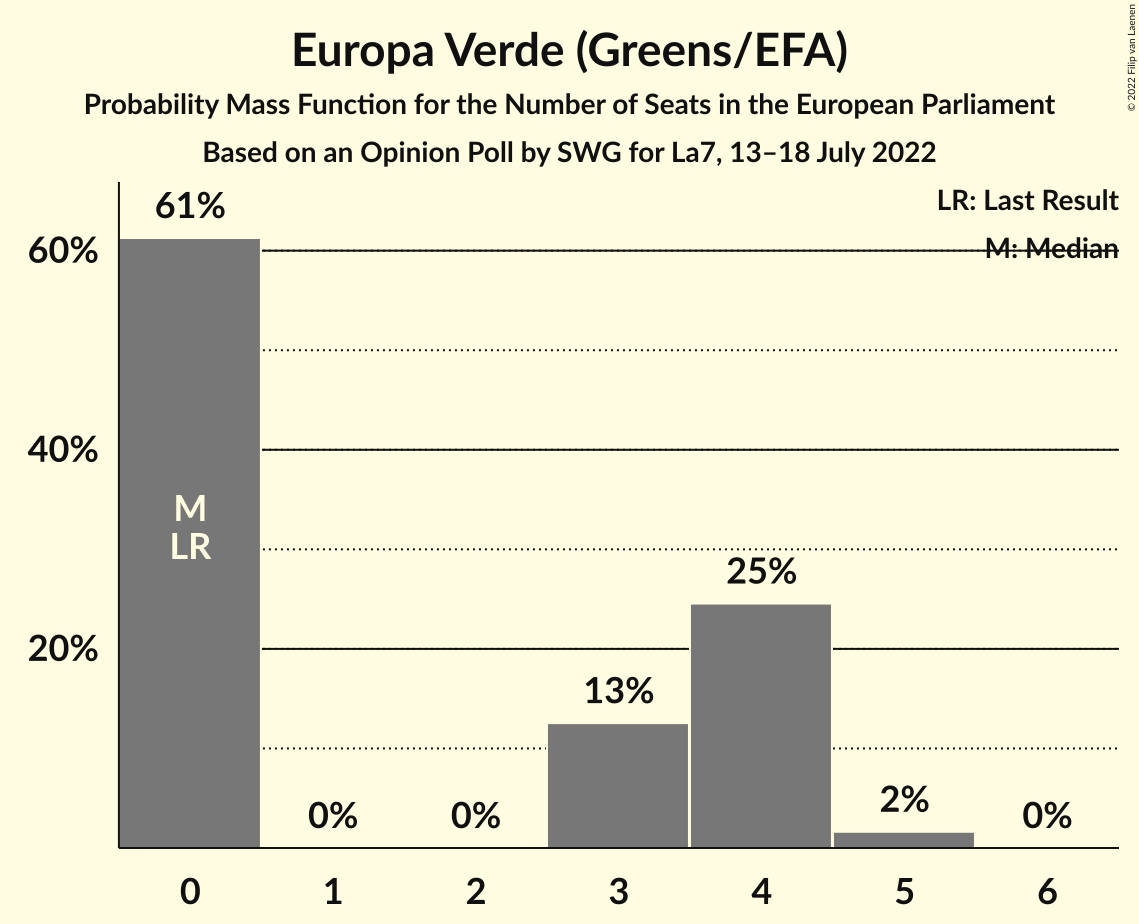 Europa Verde (Greens/EFA)
Probability Mass Function for the Number of Seats in the European Parliament
Based on an Opinion Poll by SWG for La7, 13–18 July 2022
© 2022 Filip van Laenen
LR: Last Result
M: Median
61%
60%
40%
20%
M
LR
0%
0%
13%
25%
2%
0%
0 1 2 3 4 5 6